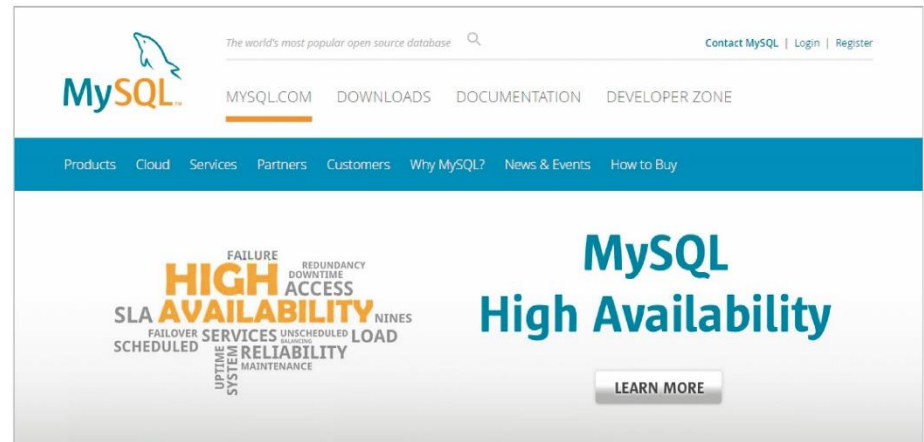 The world's most popular open source database
Contact MySQL | Login | Register
MySQL™
MYSQL.COM DOWNLOADS DOCUMENTATION DEVELOPER ZONE
Products Cloud Services Partners Customers Why MySQL? News & Events How to Buy
FAILURE
REDUNDANCY
HIGH
DOWNTIME
ACCESS
SLA AVAILABILITY NINES
FAILOVER SERVICES UNSCHEDULED LOAD
BALANCING
SCHEDULED
UPTIME
SYSTEM
RELIABILITY
MAINTENANCE
MySQL
High Availability
LEARN MORE